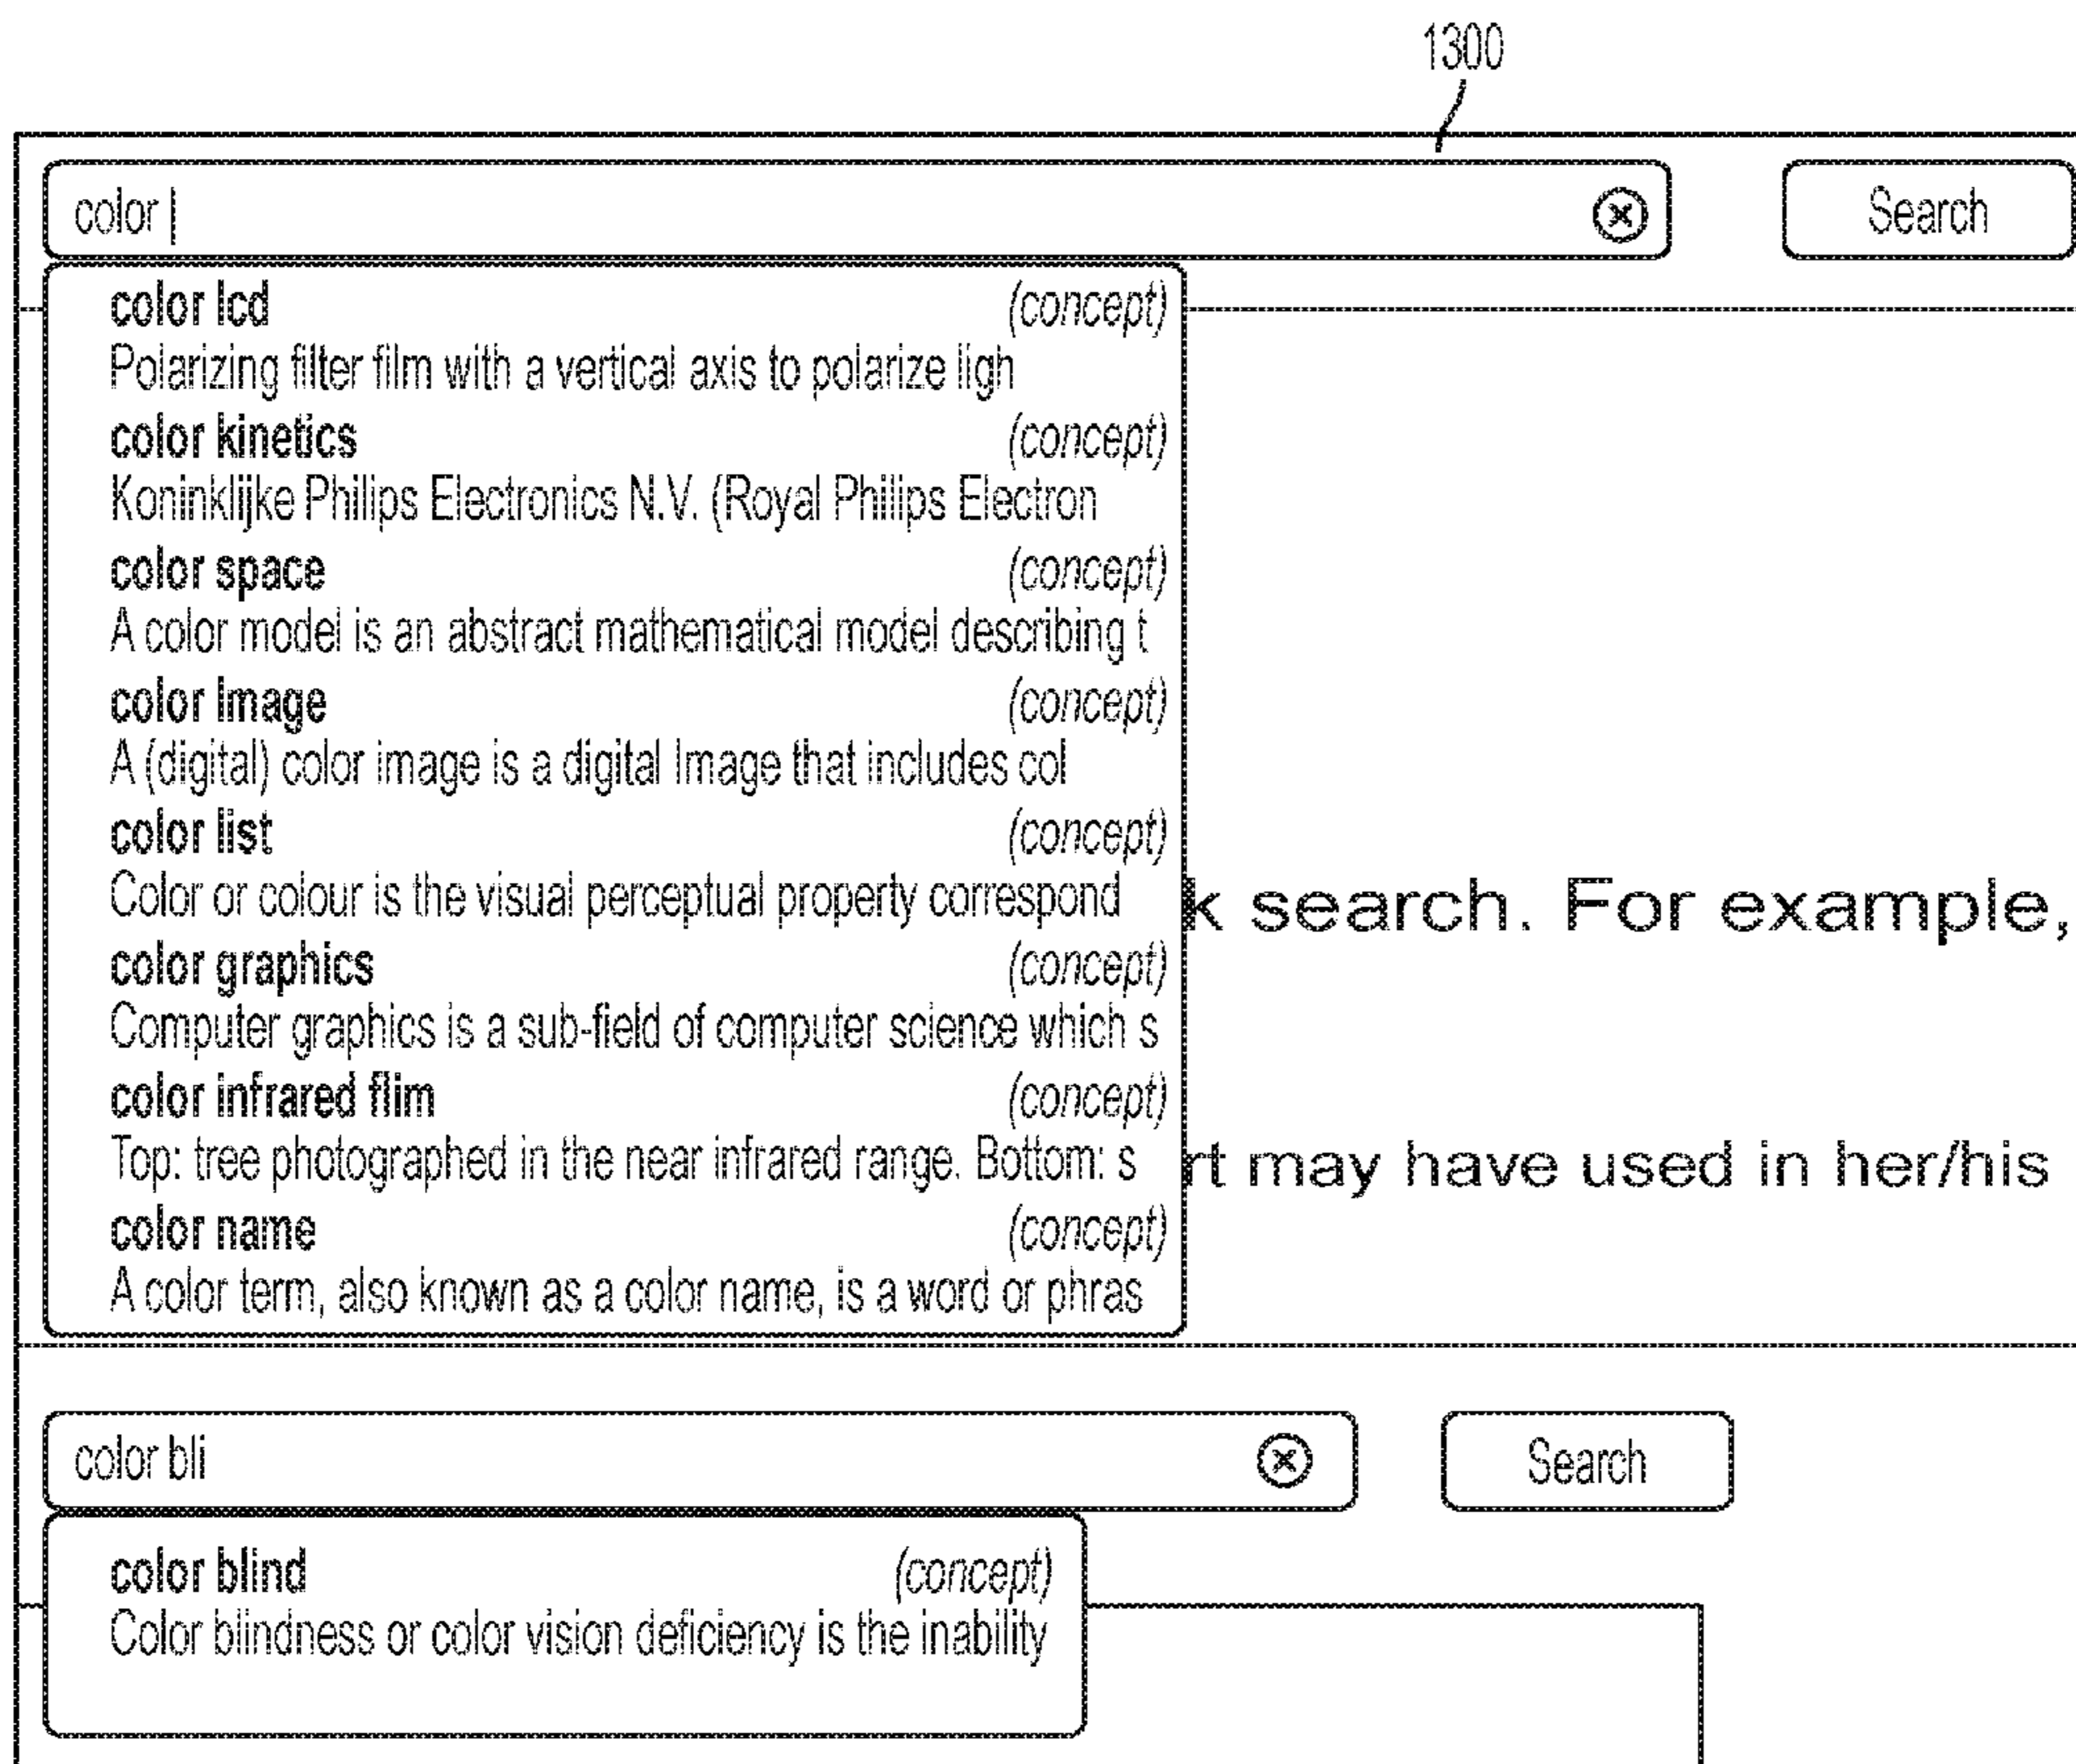 1300
color Search
color lcd (concept)
Polarizing filter film with a vertical axis to polarize ligh
color kinetics (concept)
Koninklijke Philips Electronics N.V. (Royal Philips Electron
color space (concept)
A color model is an abstract mathematical model describing t
color Image (concept)
A (digital) color image is a digital Image that includes col
color list (concept)
Color or colour is the visual perceptual property correspond
k search. For example,
color graphics (concept)
Computer graphics is a sub-field of computer science which s
color infrared flim (concept)
Top: tree photographed in the near infrared range. Bottom: s
rt may have used in her/his
color name (concept)
A color term, also known as a color name, is a word or phras
color bli Search
color blind (concept)
Color blindness or color vision deficiency is the inability